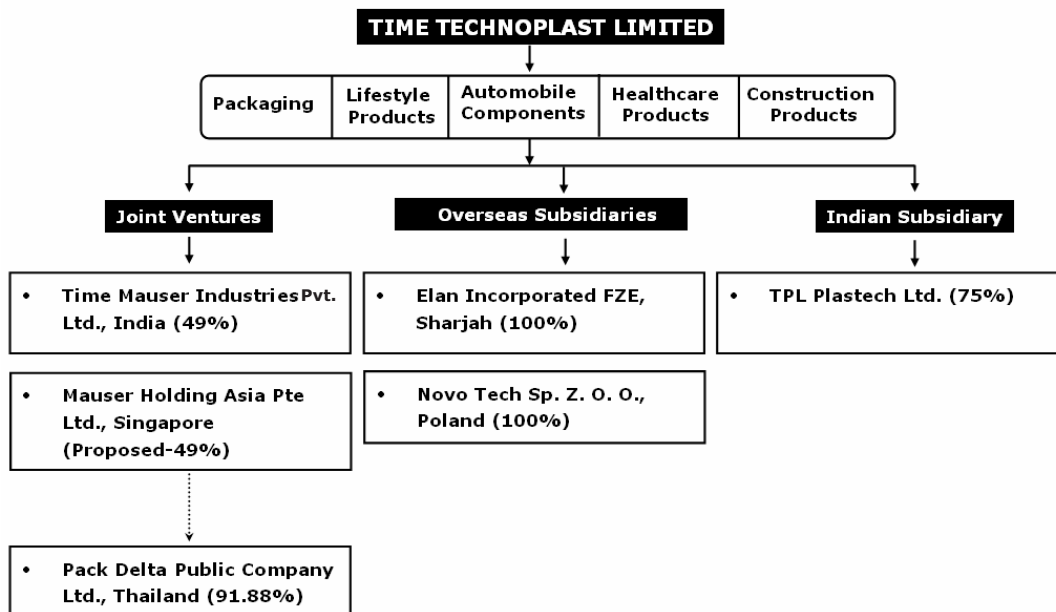 TIME TECHNOPLAST LIMITED
Packaging
Lifestyle
Products
Automobile
Components
Healthcare
Products
Construction
Products
Joint Ventures
Overseas Subsidiaries
Indian Subsidiary
• Time Mauser Industries Pvt.
Ltd., India (49%)
• Mauser Holding Asia Pte
Ltd., Singapore
(Proposed-49%)
• Pack Delta Public Company
Ltd., Thailand (91.88%)
• Elan Incorporated FZE,
Sharjah (100%)
• Novo Tech Sp. Z. O. O.,
Poland (100%)
• TPL Plastech Ltd. (75%)